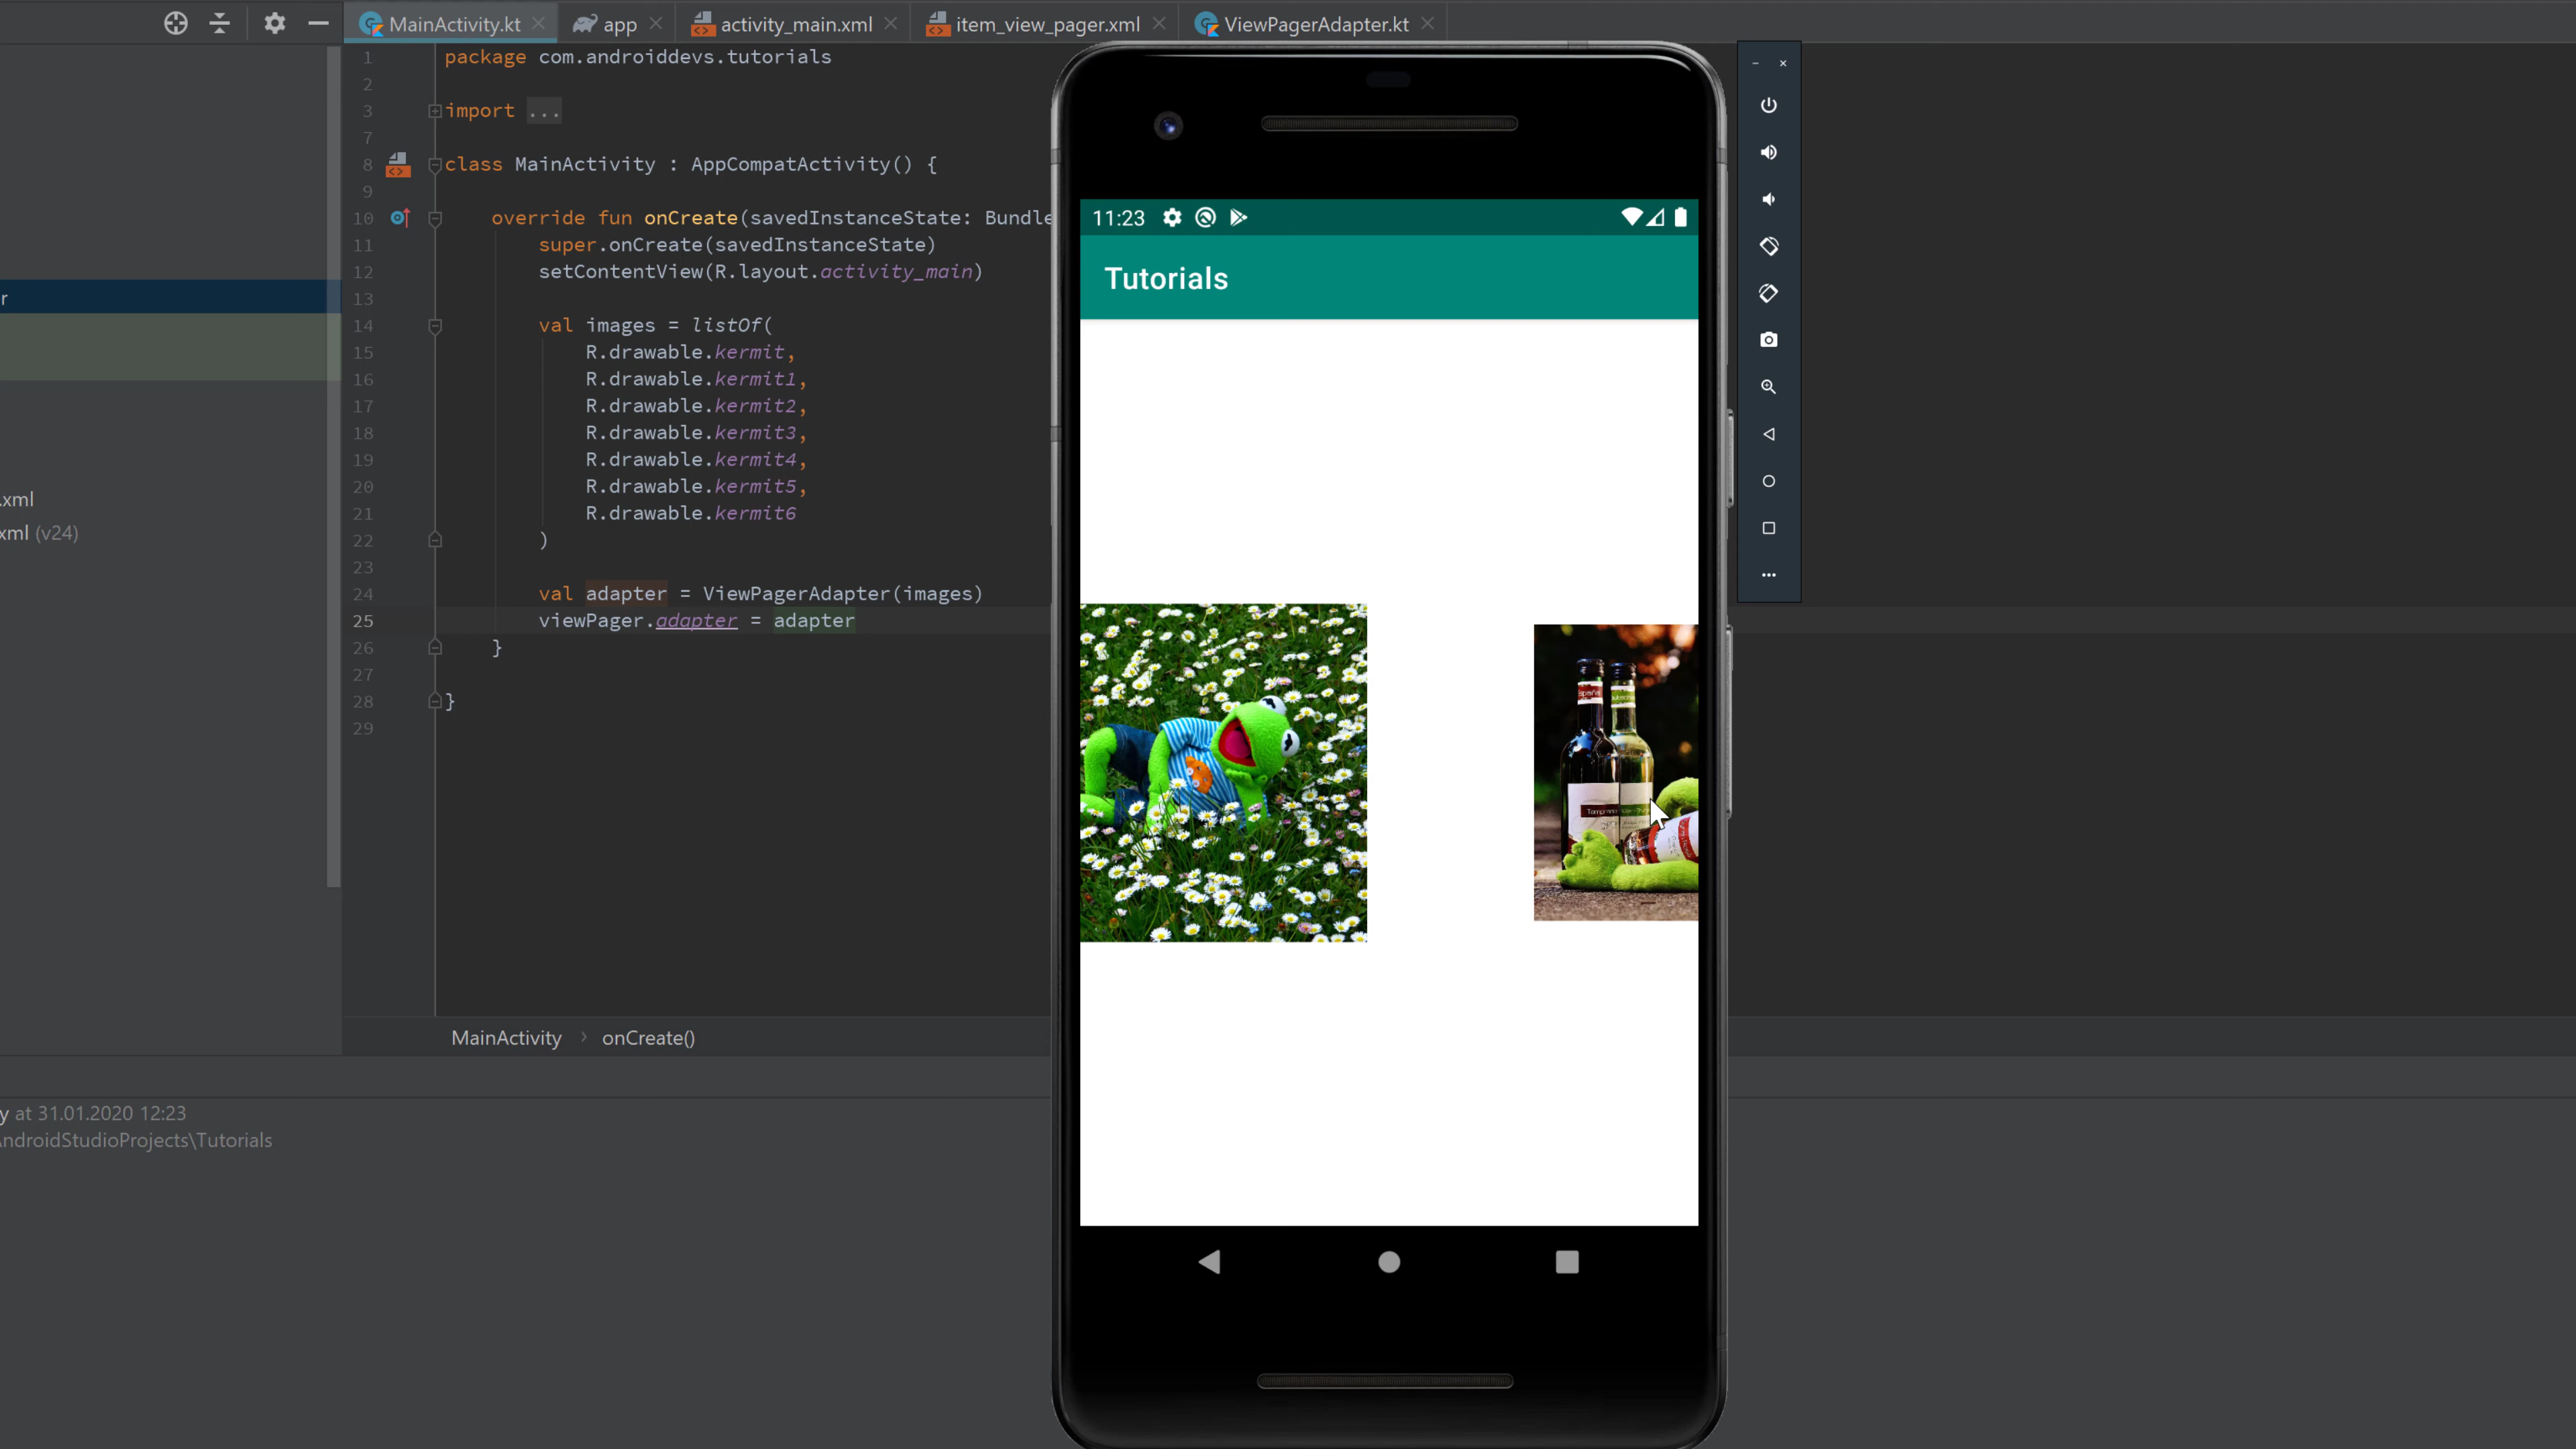 MainActivity.kt
app
activity_main.xml
item_view_pager.xml
ViewPagerAdapter.kt
r
.xml
xml (v24)
1 package com.androiddevs.tutorials
2
3 import ...
7
8 class MainActivity : AppCompatActivity() {
9
10 override fun onCreate(savedInstanceState: Bundle
11 super.onCreate(savedInstanceState)
12 setContentView(R.layout.activity_main)
13
14 val images = listOf(
15 R.drawable.kermit,
16 R.drawable.kermit1,
17 R.drawable.kermit2,
18 R.drawable.kermit3,
19 R.drawable.kermit4,
20 R.drawable.kermit5,
21 R.drawable.kermit6
22 )
23
24 val adapter = ViewPagerAdapter(images)
25 viewPager.adapter = adapter
26 }
27
28 }
29
MainActivity › onCreate()
y at 31.01.2020 12:23
AndroidStudioProjects\Tutorials
11:23
Tutorials